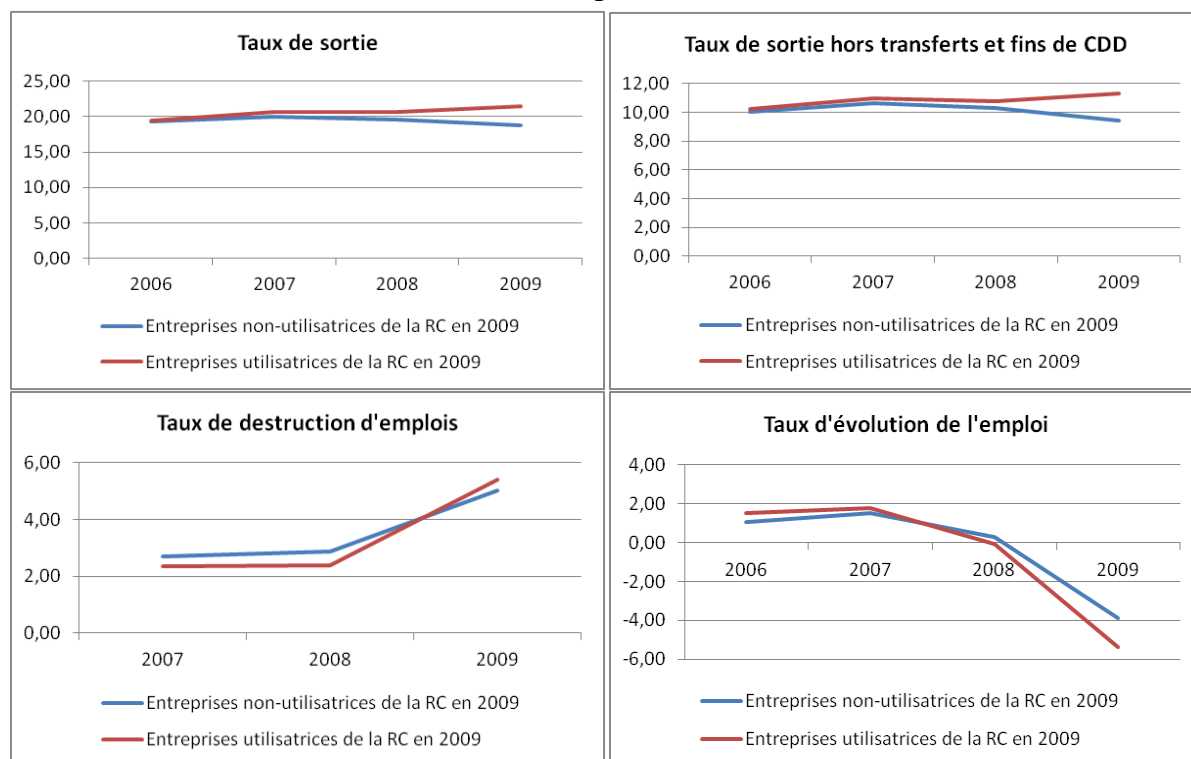 Taux de sortie
25,00
20,00
15,00
10,00
5,00
0,00
2006 2007 2008 2009
Entreprises non-utilisatrices de la RC en 2009
Entreprises utilisatrices de la RC en 2009
Taux de sortie hors transferts et fins de CDD
12,00
10,00
8,00
6,00
4,00
2,00
0,00
2006 2007 2008 2009
Entreprises non-utilisatrices de la RC en 2009
Entreprises utilisatrices de la RC en 2009
Taux de destruction d'emplois
6,00
4,00
2,00
0,00
2007 2008 2009
Entreprises non-utilisatrices de la RC en 2009
Entreprises utilisatrices de la RC en 2009
Taux d'évolution de l'emploi
4,00
2,00
0,00
2006 2007 2008 2009
-2,00
-4,00
-6,00
Entreprises non-utilisatrices de la RC en 2009
Entreprises utilisatrices de la RC en 2009